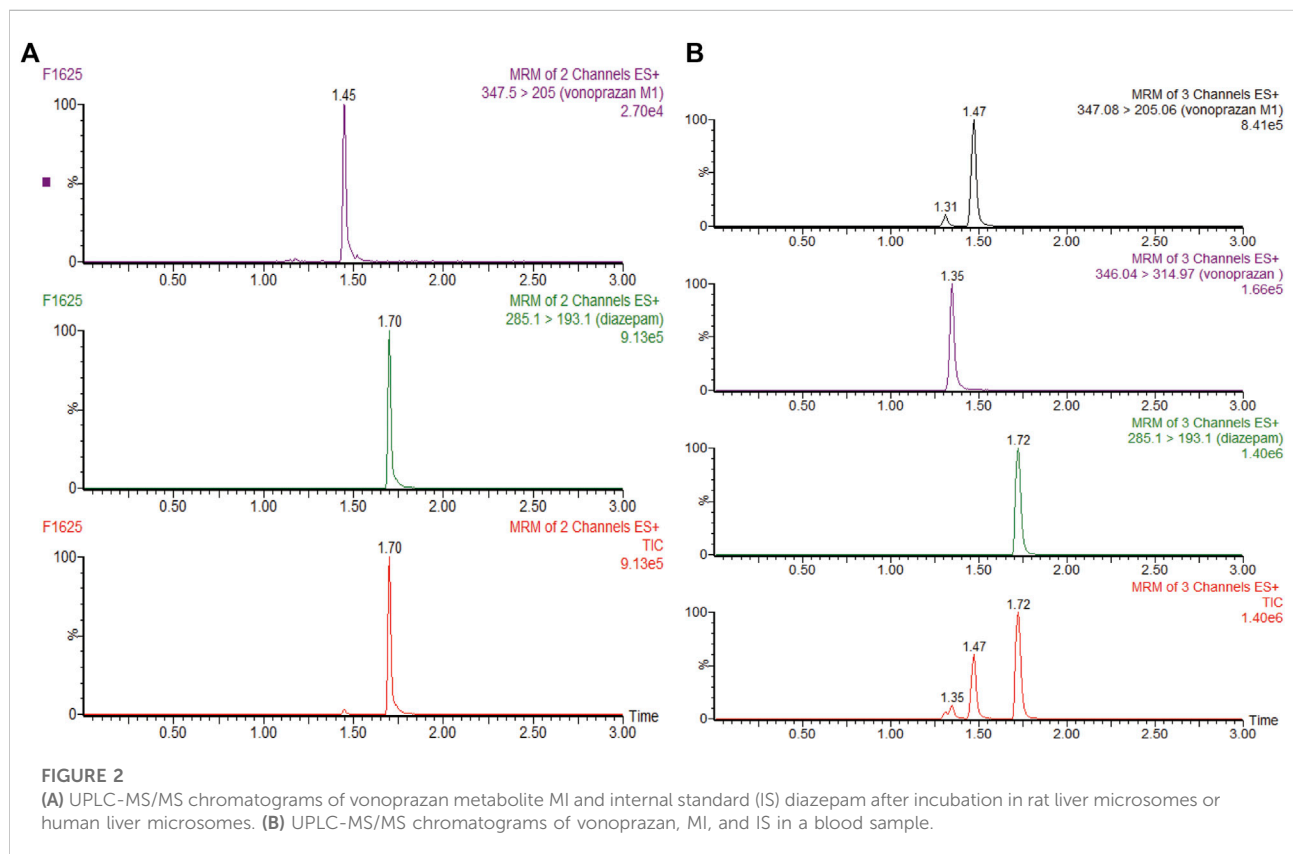 A
F1625
MRM of 2 Channels ES+
347.5 > 205 (vonoprazan M1)
2.70e4
1.45
100
%
0
0.50 1.00 1.50 2.00 2.50 3.00
F1625
MRM of 2 Channels ES+
285.1 > 193.1 (diazepam)
9.13e5
1.70
100
%
0
0.50 1.00 1.50 2.00 2.50 3.00
F1625
MRM of 2 Channels ES+
TIC
9.13e5
1.70
100
%
0
Time
0.50 1.00 1.50 2.00 2.50 3.00
B
MRM of 3 Channels ES+
347.08 > 205.06 (vonoprazan M1)
8.41e5
1.47
100
%
1.31
0
0.50 1.00 1.50 2.00 2.50 3.00
MRM of 3 Channels ES+
346.04 > 314.97 (vonoprazan )
1.66e5
1.35
100
%
0
0.50 1.00 1.50 2.00 2.50 3.00
MRM of 3 Channels ES+
285.1 > 193.1 (diazepam)
1.40e6
1.72
100
%
0
0.50 1.00 1.50 2.00 2.50 3.00
MRM of 3 Channels ES+
TIC
1.40e6
1.72
100
1.47
%
1.35
0
Time
0.50 1.00 1.50 2.00 2.50 3.00
FIGURE 2
(A) UPLC-MS/MS chromatograms of vonoprazan metabolite MI and internal standard (IS) diazepam after incubation in rat liver microsomes or
human liver microsomes. (B) UPLC-MS/MS chromatograms of vonoprazan, MI, and IS in a blood sample.